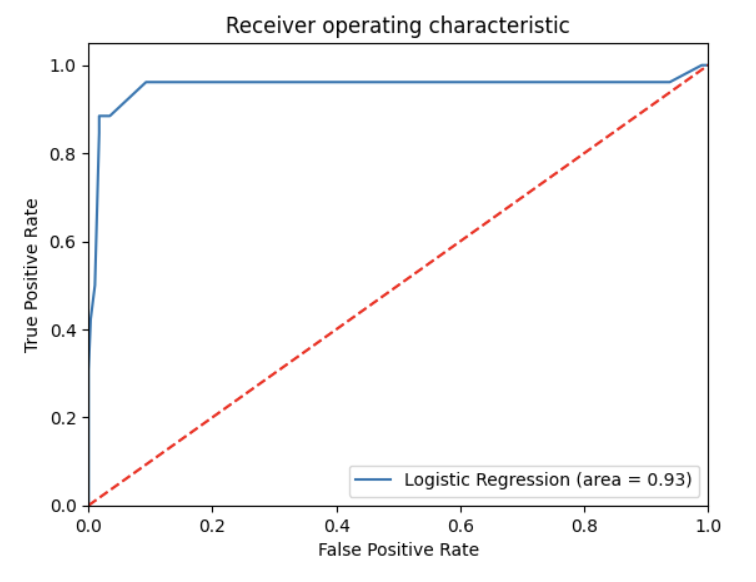 Receiver operating characteristic
1.0
0.8
0.6
0.4
0.2
0.0
True Positive Rate
Logistic Regression (area = 0.93)
0.0 0.2 0.4 0.6 0.8 1.0
False Positive Rate